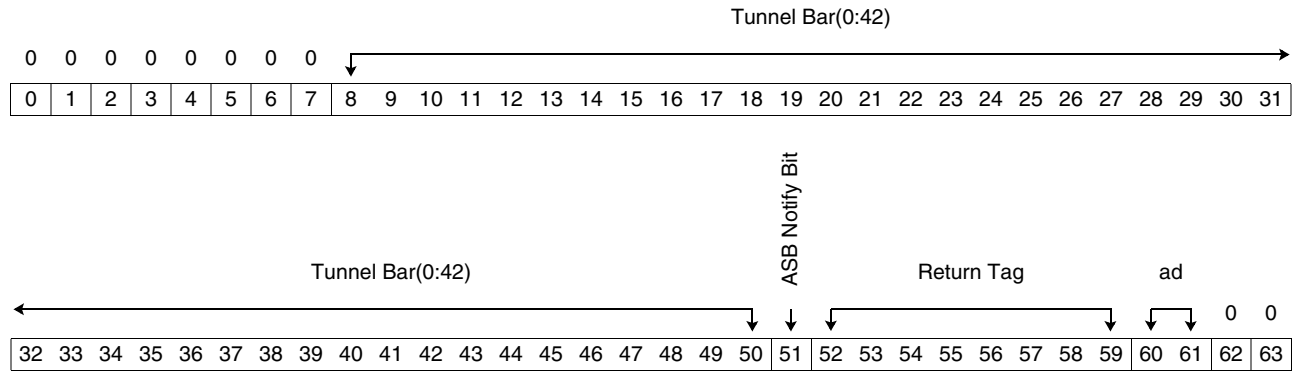 Tunnel Bar(0:42)
0 0 0 0 0 0 0 0
0 1 2 3 4 5 6 7 8 9 10 11 12 13 14 15 16 17 18 19 20 21 22 23 24 25 26 27 28 29 30 31
ASB Notify Bit
Tunnel Bar(0:42) Return Tag ad
0 0
32 33 34 35 36 37 38 39 40 41 42 43 44 45 46 47 48 49 50 51 52 53 54 55 56 57 58 59 60 61 62 63